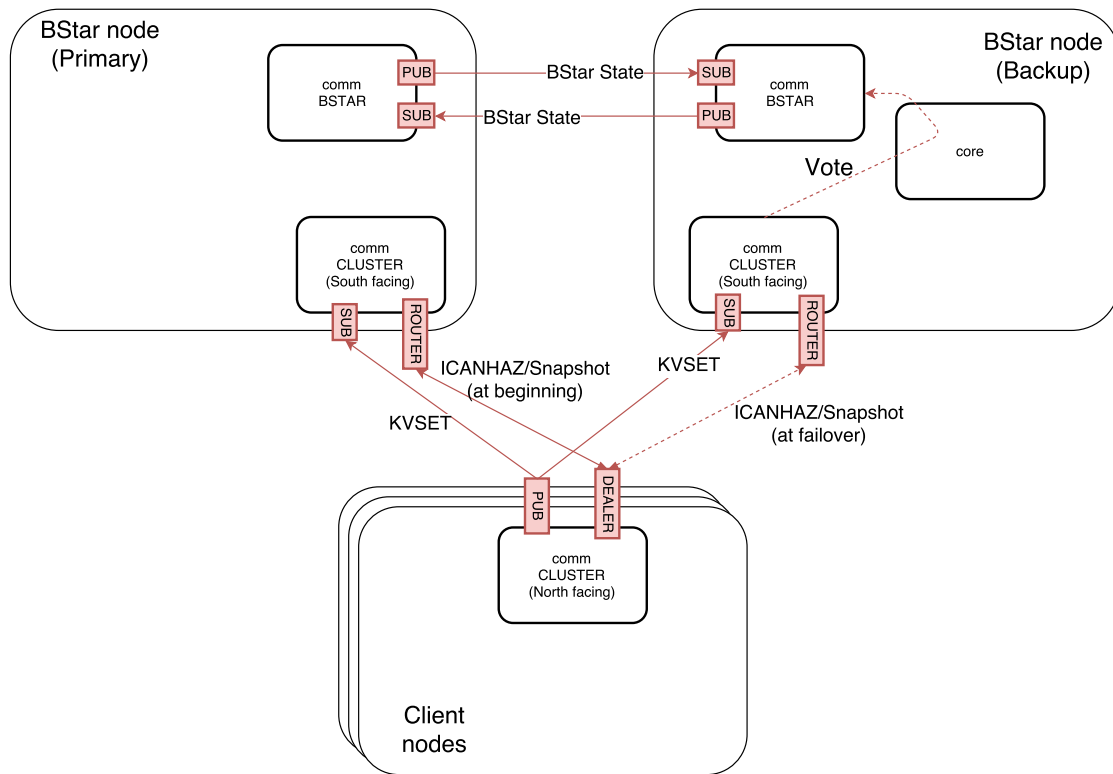 BStar node
(Primary)
comm
BSTAR
PUB
SUB
BStar State
BStar State
SUB
PUB
comm
BSTAR
BStar node
(Backup)
core
Vote
comm
CLUSTER
(South facing)
SUB
ROUTER
comm
CLUSTER
(South facing)
SUB
ROUTER
ICANHAZ/Snapshot
(at beginning)
KVSET
KVSET
ICANHAZ/Snapshot
(at failover)
PUB
DEALER
comm
CLUSTER
(North facing)
Client
nodes